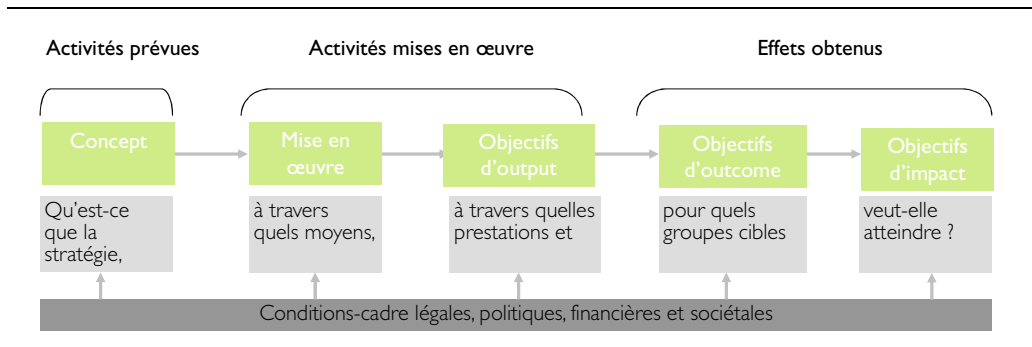 Activités prévues
Activités mises en œuvre
Effets obtenus
Concept
Mise en
œuvre
Objectifs
d'output
Objectifs
d'outcome
Objectifs
d'impact
Qu'est-ce
que la
stratégie,
à travers
quels moyens,
à travers quelles
prestations et
pour quels
groupes cibles
veut-elle
atteindre ?
Conditions-cadre légales, politiques, financières et sociétales